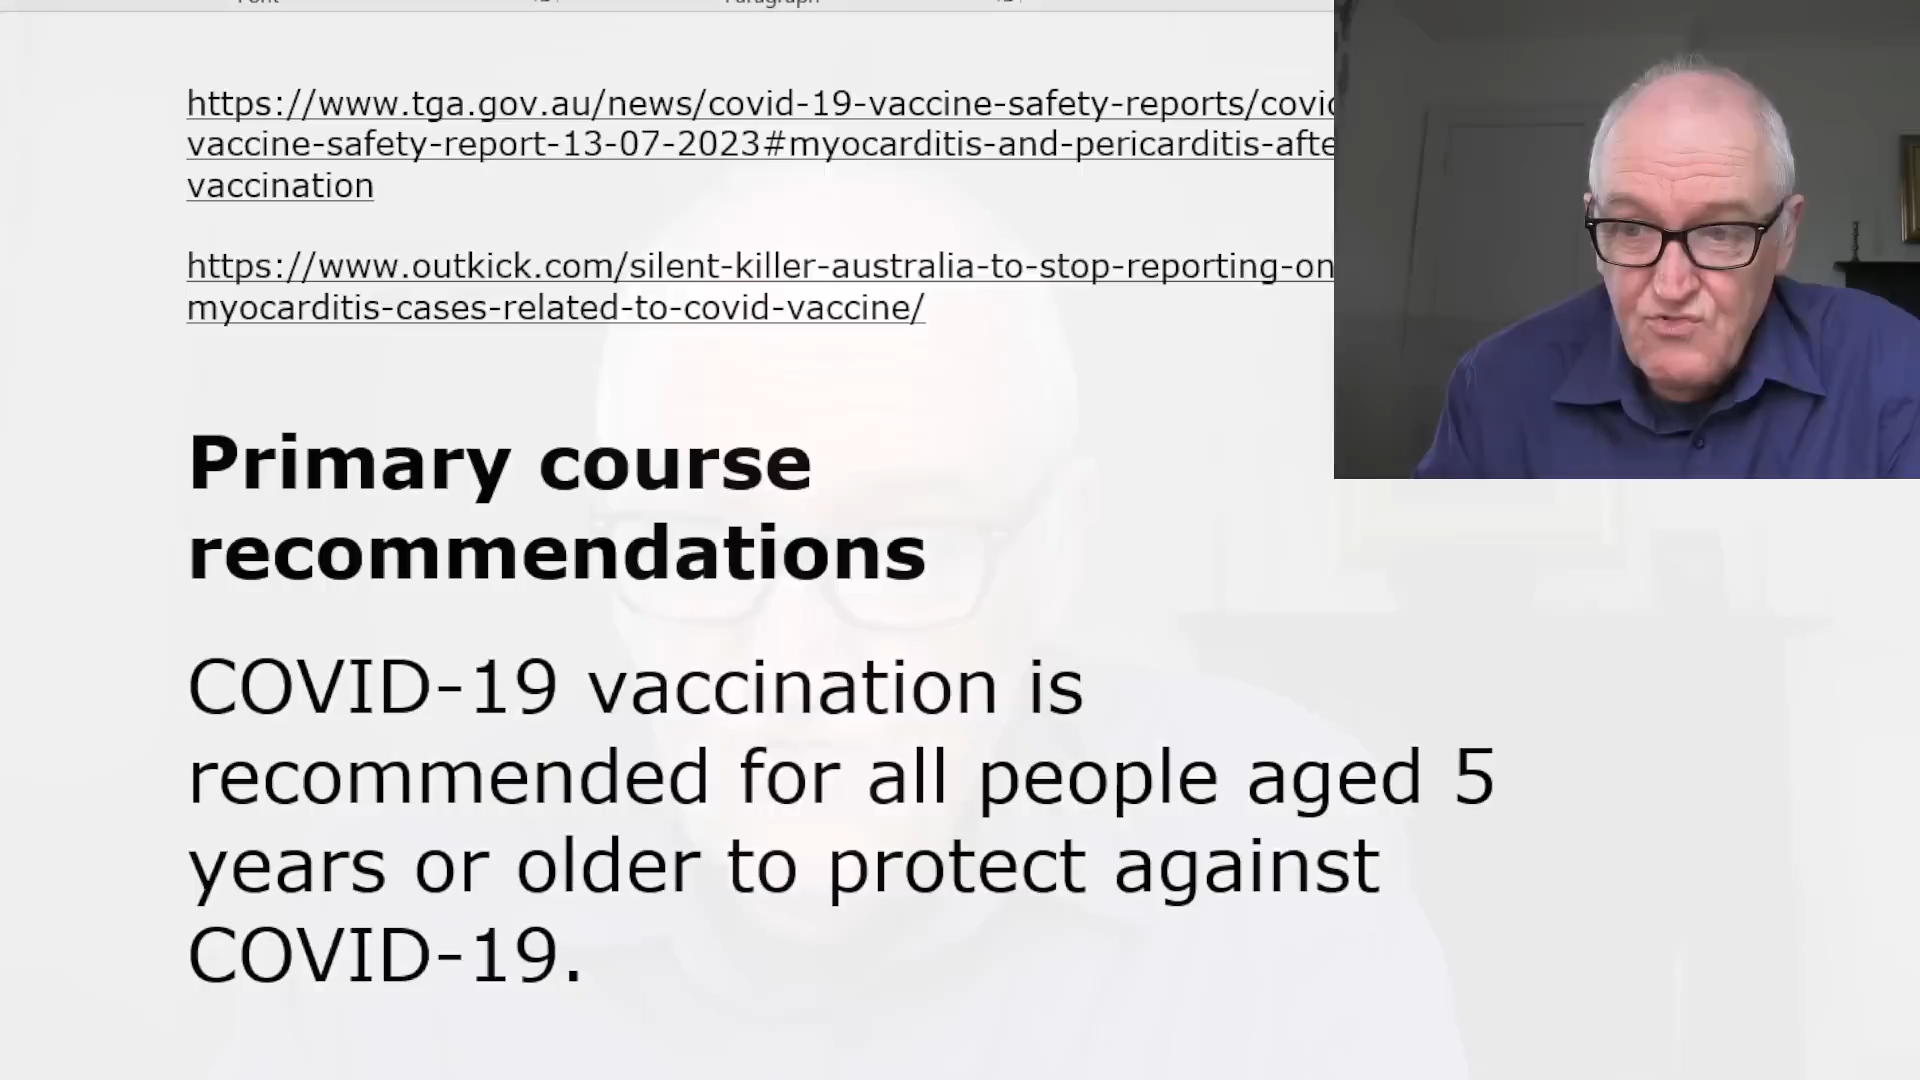 Font
Paragraph
https://www.tga.gov.au/news/covid-19-vaccine-safety-reports/covid
vaccine-safety-report-13-07-2023#myocarditis-and-pericarditis-afte
vaccination
https://www.outkick.com/silent-killer-australia-to-stop-reporting-on
myocarditis-cases-related-to-covid-vaccine/
Primary course
recommendations
COVID-19 vaccination is
recommended for all people aged 5
years or older to protect against
COVID-19.